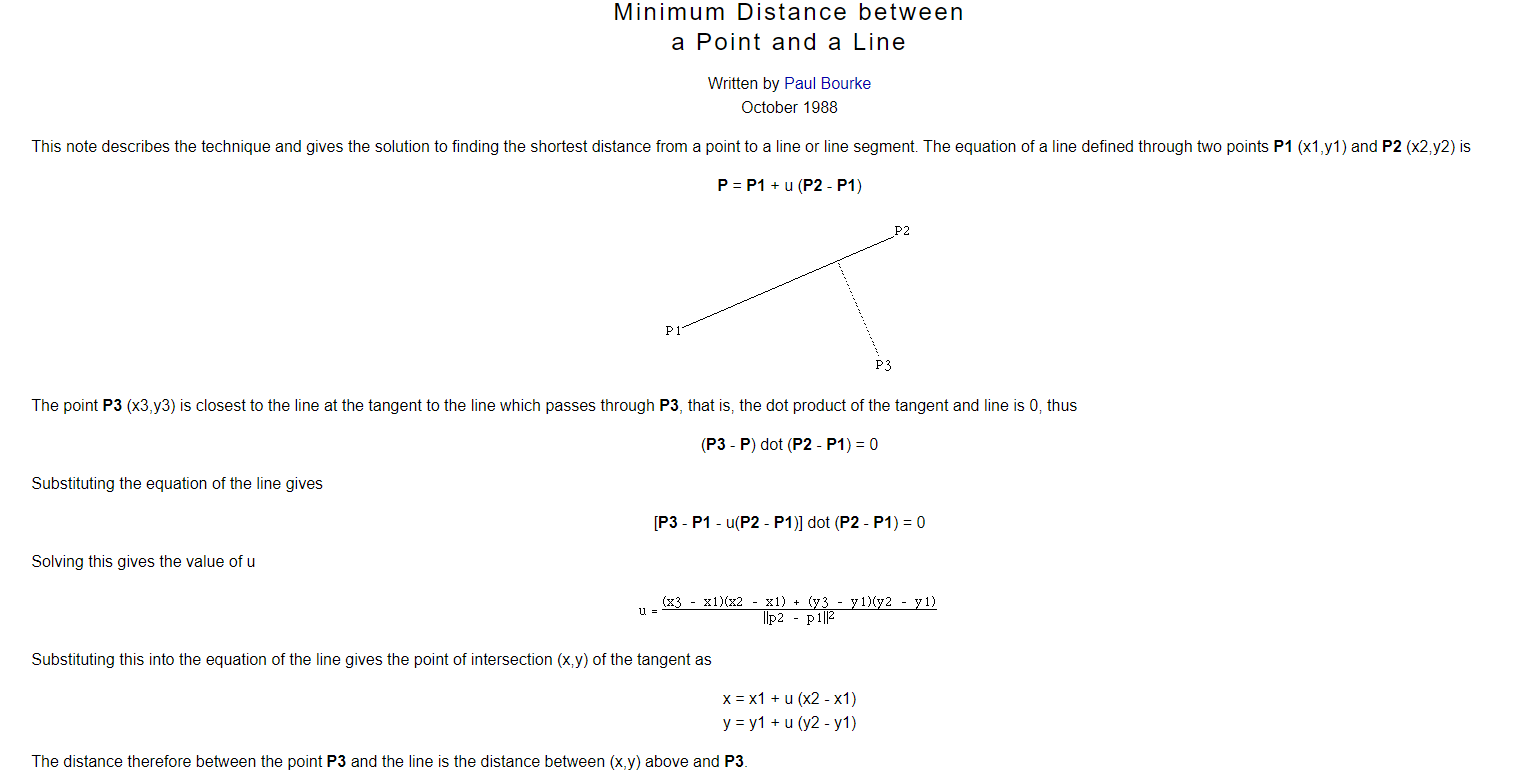 Minimum Distance between
a Point and a Line
Written by Paul Bourke
October 1988
This note describes the technique and gives the solution to finding the shortest distance from a point to a line or line segment. The equation of a line defined through two points P1 (x1,y1) and P2 (x2,y2) is
P = P1 + u (P2 - P1)
P2
P1
P3
The point P3 (x3,y3) is closest to the line at the tangent to the line which passes through P3, that is, the dot product of the tangent and line is 0, thus
(P3 - P) dot (P2 - P1) = 0
Substituting the equation of the line gives
[P3 - P1 - u(P2 - P1)] dot (P2 - P1) = 0
Solving this gives the value of u
(x3 - x1)(x2 - x1) + (y3 - y1)(y2 - y1)
u =
||p2 - p1||²
Substituting this into the equation of the line gives the point of intersection (x,y) of the tangent as
x = x1 + u (x2 - x1)
y = y1 + u (y2 - y1)
The distance therefore between the point P3 and the line is the distance between (x,y) above and P3.